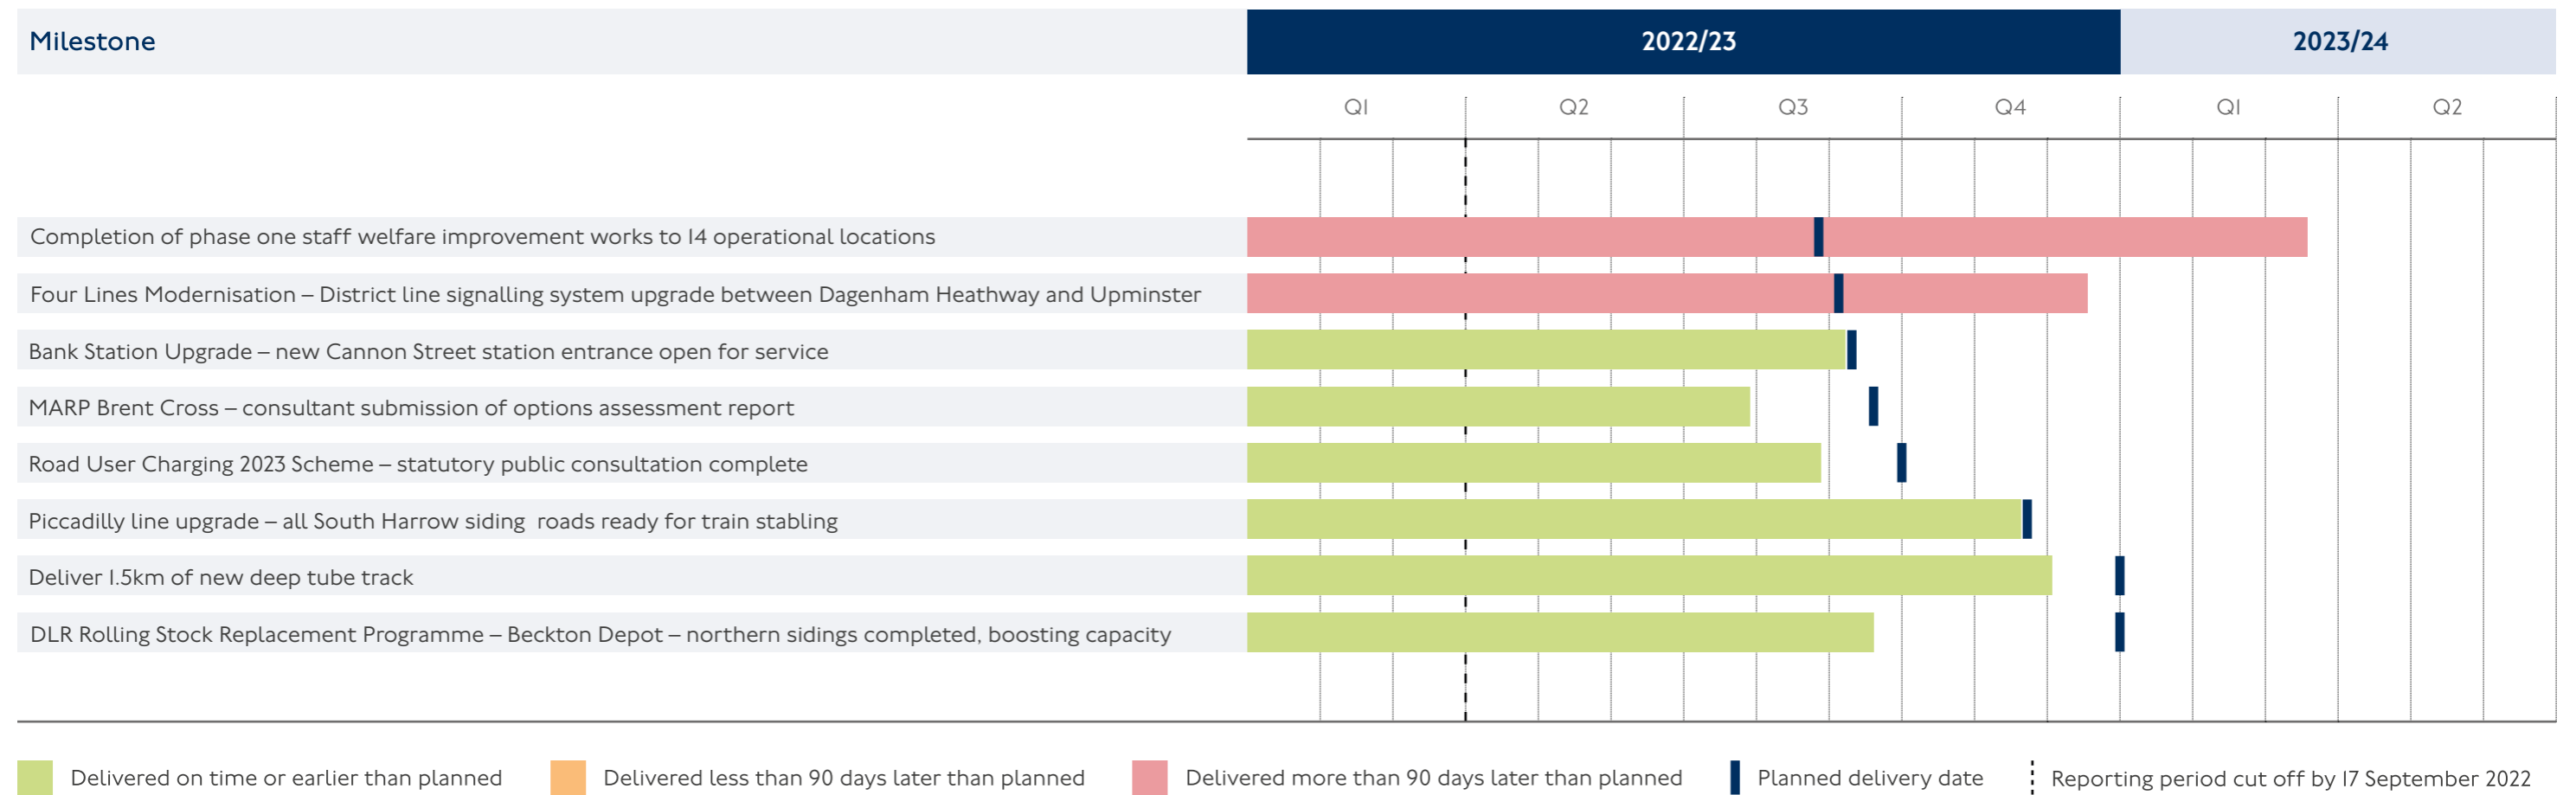 Milestone 2022/23 2023/24
Q1 Q2 Q3 Q4 Q1 Q2
Completion of phase one staff welfare improvement works to 14 operational locations
Four Lines Modernisation – District line signalling system upgrade between Dagenham Heathway and Upminster
Bank Station Upgrade – new Cannon Street station entrance open for service
MARP Brent Cross – consultant submission of options assessment report
Road User Charging 2023 Scheme – statutory public consultation complete
Piccadilly line upgrade – all South Harrow siding roads ready for train stabling
Deliver 1.5km of new deep tube track
DLR Rolling Stock Replacement Programme – Beckton Depot – northern sidings completed, boosting capacity
Delivered on time or earlier than planned Delivered less than 90 days later than planned Delivered more than 90 days later than planned Planned delivery date Reporting period cut off by 17 September 2022